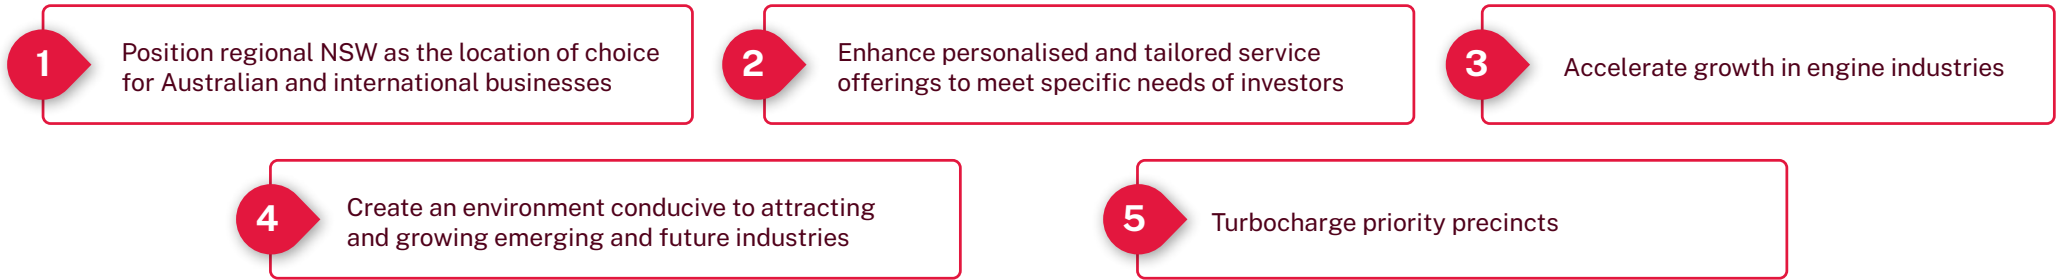 1
Position regional NSW as the location of choice
for Australian and international businesses
2
Enhance personalised and tailored service
offerings to meet specific needs of investors
3
Accelerate growth in engine industries
4
Create an environment conducive to attracting
and growing emerging and future industries
5
Turbocharge priority precincts